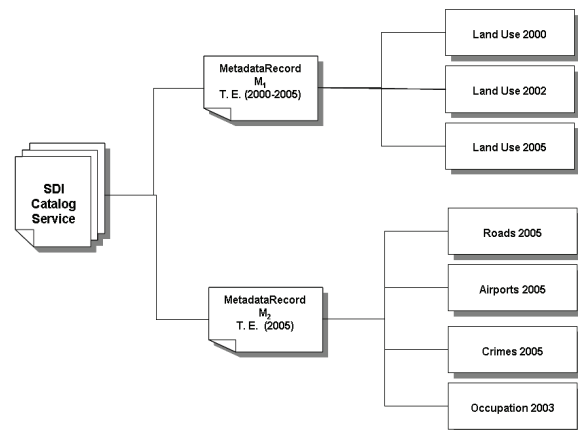 SDI
Catalog
Service
MetadataRecord
M1
T. E. (2000-2005)
Land Use 2000
Land Use 2002
Land Use 2005
MetadataRecord
M2
T. E. (2005)
Roads 2005
Airports 2005
Crimes 2005
Occupation 2003